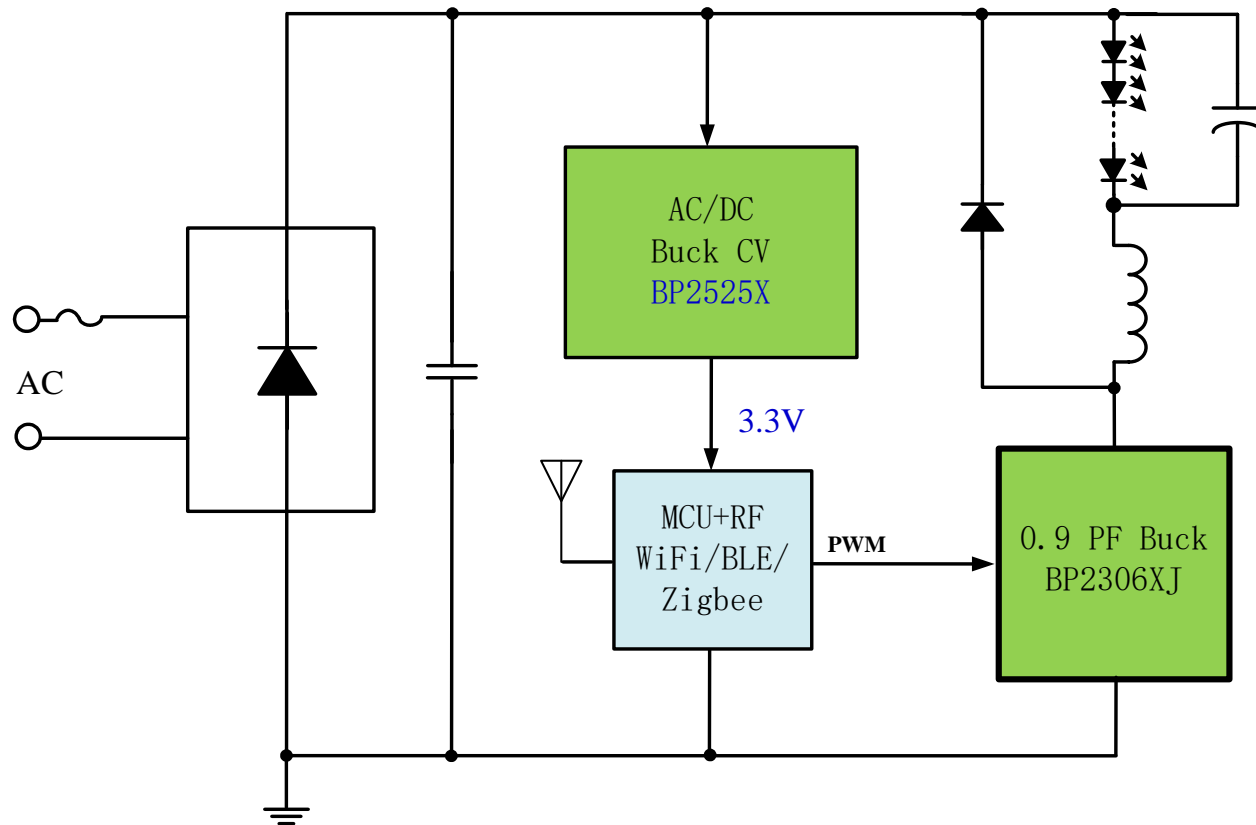 AC/DC
Buck CV
BP2525X
AC
3.3V
MCU+RF
WiFi/BLE/
Zigbee
PWM
0.9 PF Buck
BP2306XJ